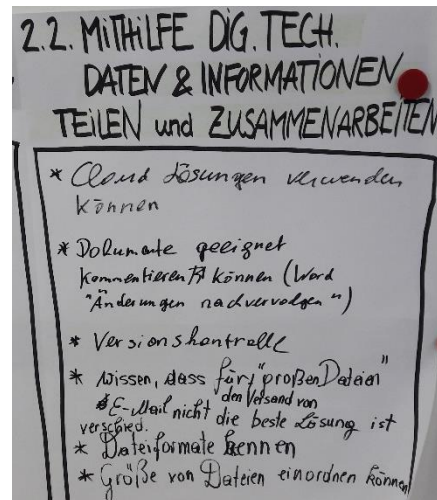 2.2. MITHILFE DIG. TECH.
DATEN & INFORMATIONEN
TEILEN und ZUSAMMENARBEITEN
* Cloud Lösungen verwenden
können
* Dokumente geeignet
kommentieren können (Word
"Änderungen nachvervolgen")
* Versionskontrolle
* Wissen, dass für "großen Dateien"
den Versand von
E-Mail nicht die beste Lösung ist
verschied.
* Dateiformate kennen
* Größe von Dateien einordnen können